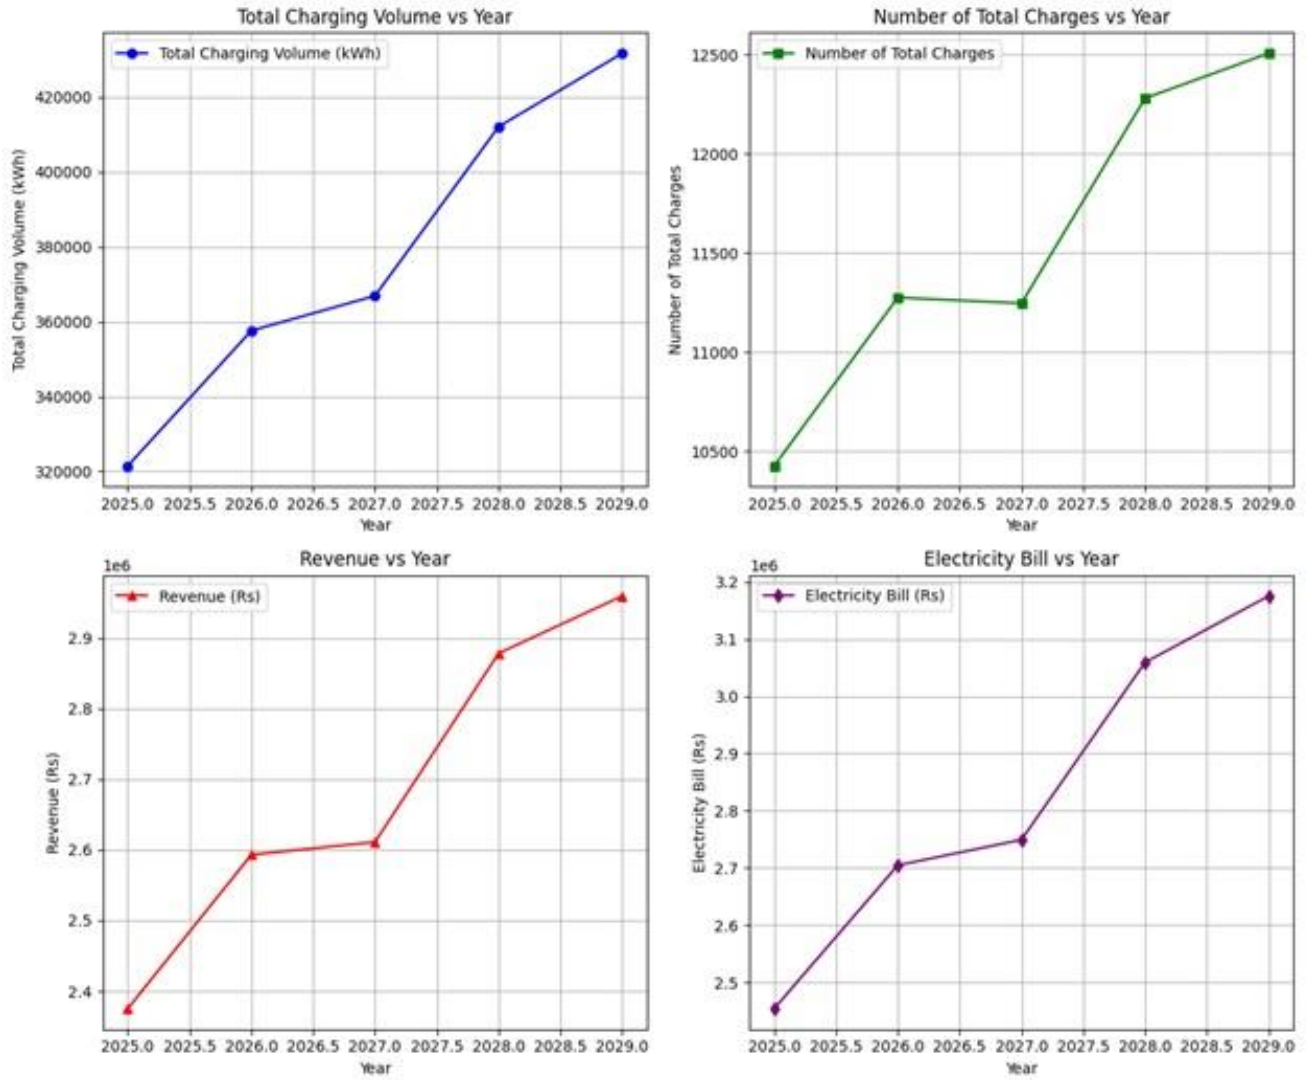 Total Charging Volume vs Year
Total Charging Volume (kWh)
420000
400000
380000
360000
340000
320000
Total Charging Volume (kWh)
2025.0 2025.5 2026.0 2026.5 2027.0 2027.5 2028.0 2028.5 2029.0
Year
Number of Total Charges vs Year
Number of Total Charges
12500
12000
11500
11000
10500
Number of Total Charges
2025.0 2025.5 2026.0 2026.5 2027.0 2027.5 2028.0 2028.5 2029.0
Year
Revenue vs Year
1e6
Revenue (Rs)
2.9
2.8
2.7
2.6
2.5
2.4
Revenue (Rs)
2025.0 2025.5 2026.0 2026.5 2027.0 2027.5 2028.0 2028.5 2029.0
Year
Electricity Bill vs Year
1e6
Electricity Bill (Rs)
3.2
3.1
3.0
2.9
2.8
2.7
2.6
2.5
Electricity Bill (Rs)
2025.0 2025.5 2026.0 2026.5 2027.0 2027.5 2028.0 2028.5 2029.0
Year